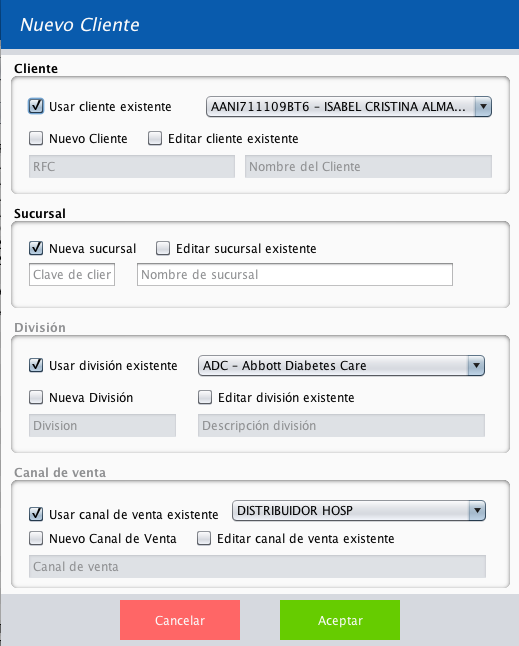 Nuevo Cliente
Cliente
Usar cliente existente AANI711109BT6 – ISABEL CRISTINA ALMA...
Nuevo Cliente Editar cliente existente
RFC Nombre del Cliente
Sucursal
Nueva sucursal Editar sucursal existente
Clave de clier Nombre de sucursal
División
Usar división existente ADC – Abbott Diabetes Care
Nueva División Editar división existente
Division Descripción división
Canal de venta
Usar canal de venta existente DISTRIBUIDOR HOSP
Nuevo Canal de Venta Editar canal de venta existente
Canal de venta
Cancelar Aceptar